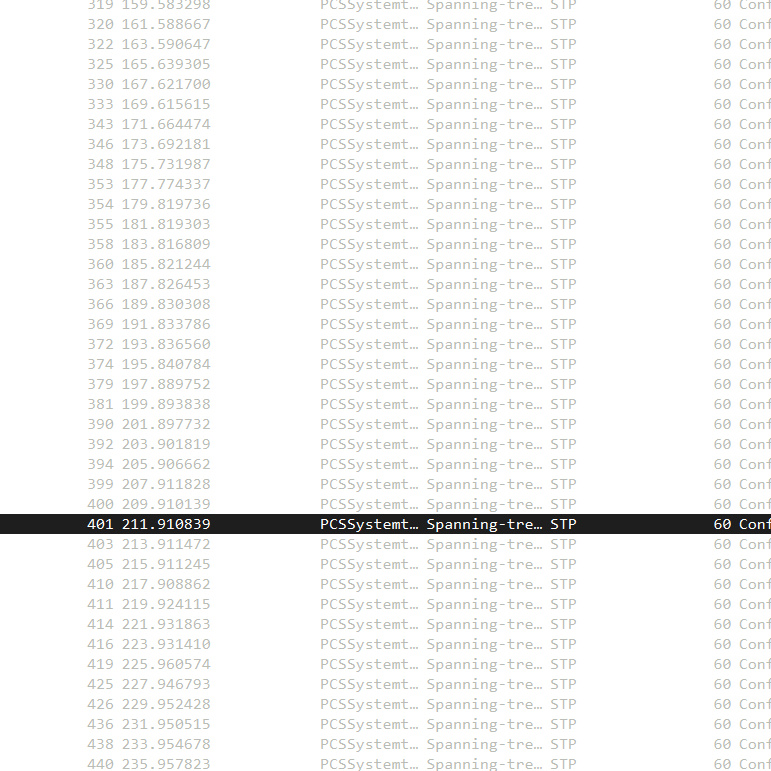 319 159.583298 PCSSystemt… Spanning-tre… STP 60 Conf
320 161.588667 PCSSystemt… Spanning-tre… STP 60 Conf
322 163.590647 PCSSystemt… Spanning-tre… STP 60 Conf
325 165.639305 PCSSystemt… Spanning-tre… STP 60 Conf
330 167.621700 PCSSystemt… Spanning-tre… STP 60 Conf
333 169.615615 PCSSystemt… Spanning-tre… STP 60 Conf
343 171.664474 PCSSystemt… Spanning-tre… STP 60 Conf
346 173.692181 PCSSystemt… Spanning-tre… STP 60 Conf
348 175.731987 PCSSystemt… Spanning-tre… STP 60 Conf
353 177.774337 PCSSystemt… Spanning-tre… STP 60 Conf
354 179.819736 PCSSystemt… Spanning-tre… STP 60 Conf
355 181.819303 PCSSystemt… Spanning-tre… STP 60 Conf
358 183.816809 PCSSystemt… Spanning-tre… STP 60 Conf
360 185.821244 PCSSystemt… Spanning-tre… STP 60 Conf
363 187.826453 PCSSystemt… Spanning-tre… STP 60 Conf
366 189.830308 PCSSystemt… Spanning-tre… STP 60 Conf
369 191.833786 PCSSystemt… Spanning-tre… STP 60 Conf
372 193.836560 PCSSystemt… Spanning-tre… STP 60 Conf
374 195.840784 PCSSystemt… Spanning-tre… STP 60 Conf
379 197.889752 PCSSystemt… Spanning-tre… STP 60 Conf
381 199.893838 PCSSystemt… Spanning-tre… STP 60 Conf
390 201.897732 PCSSystemt… Spanning-tre… STP 60 Conf
392 203.901819 PCSSystemt… Spanning-tre… STP 60 Conf
394 205.906662 PCSSystemt… Spanning-tre… STP 60 Conf
399 207.911828 PCSSystemt… Spanning-tre… STP 60 Conf
400 209.910139 PCSSystemt… Spanning-tre… STP 60 Conf
401 211.910839 PCSSystemt… Spanning-tre… STP 60 Conf
403 213.911472 PCSSystemt… Spanning-tre… STP 60 Conf
405 215.911245 PCSSystemt… Spanning-tre… STP 60 Conf
410 217.908862 PCSSystemt… Spanning-tre… STP 60 Conf
411 219.924115 PCSSystemt… Spanning-tre… STP 60 Conf
414 221.931863 PCSSystemt… Spanning-tre… STP 60 Conf
416 223.931410 PCSSystemt… Spanning-tre… STP 60 Conf
419 225.960574 PCSSystemt… Spanning-tre… STP 60 Conf
425 227.946793 PCSSystemt… Spanning-tre… STP 60 Conf
426 229.952428 PCSSystemt… Spanning-tre… STP 60 Conf
436 231.950515 PCSSystemt… Spanning-tre… STP 60 Conf
438 233.954678 PCSSystemt… Spanning-tre… STP 60 Conf
440 235.957823 PCSSystemt… Spanning-tre… STP 60 Conf